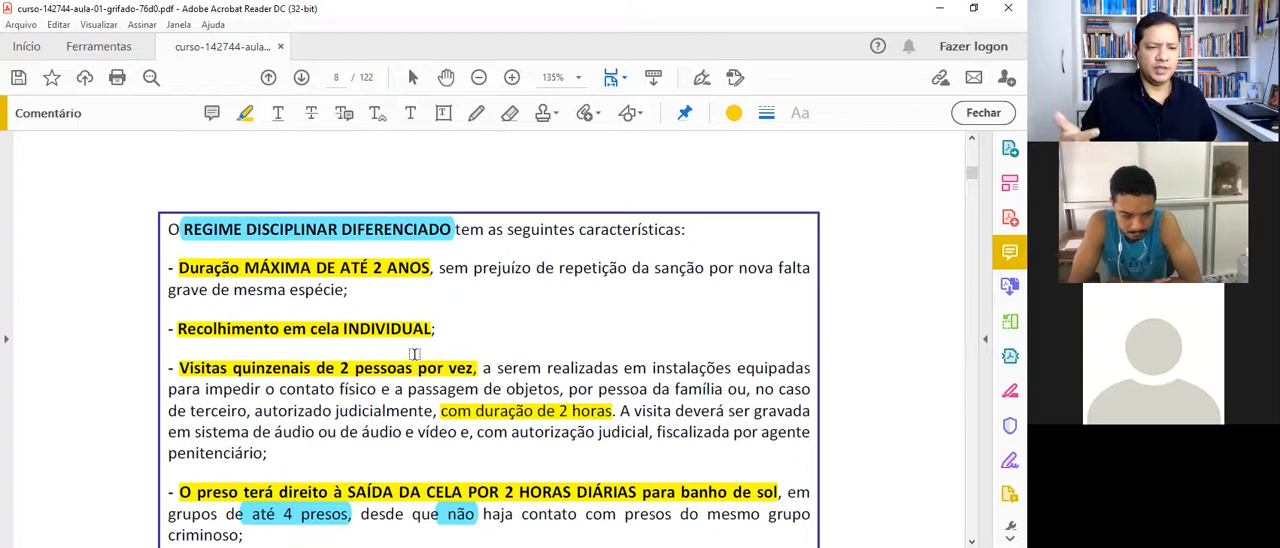 curso-142744-aula-01-grifado-76d0.pdf - Adobe Acrobat Reader DC (32-bit)
Arquivo Editar Visualizar Assinar Janela Ajuda
Início Ferramentas curso-142744-aula... × Fazer logon
8 / 122 135%
Comentário Aa Fechar
O REGIME DISCIPLINAR DIFERENCIADO tem as seguintes características:
- Duração MÁXIMA DE ATÉ 2 ANOS, sem prejuízo de repetição da sanção por nova falta
grave de mesma espécie;
- Recolhimento em cela INDIVIDUAL;
- Visitas quinzenais de 2 pessoas por vez, a serem realizadas em instalações equipadas
para impedir o contato físico e a passagem de objetos, por pessoa da família ou, no caso
de terceiro, autorizado judicialmente, com duração de 2 horas. A visita deverá ser gravada
em sistema de áudio ou de áudio e vídeo e, com autorização judicial, fiscalizada por agente
penitenciário;
- O preso terá direito à SAÍDA DA CELA POR 2 HORAS DIÁRIAS para banho de sol, em
grupos de até 4 presos, desde que não haja contato com presos do mesmo grupo
criminoso;